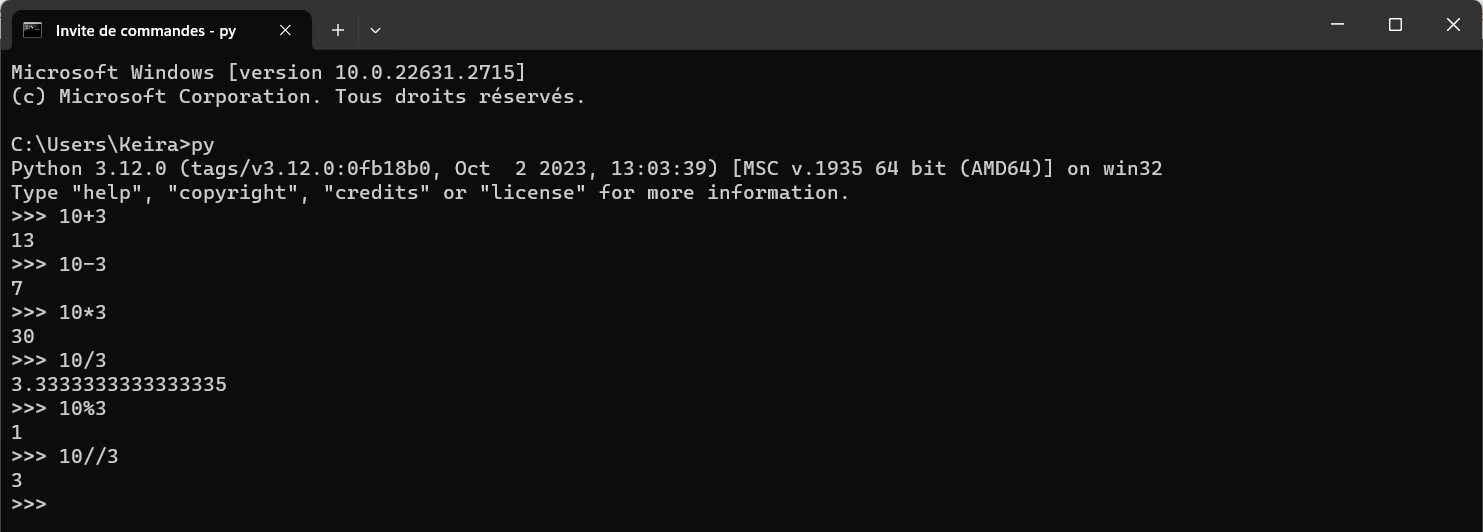 Invite de commandes - py
Microsoft Windows [version 10.0.22631.2715]
(c) Microsoft Corporation. Tous droits réservés.
C:\Users\Keira>py
Python 3.12.0 (tags/v3.12.0:0fb18b0, Oct  2 2023, 13:03:39) [MSC v.1935 64 bit (AMD64)] on win32
Type "help", "copyright", "credits" or "license" for more information.
>>> 10+3
13
>>> 10-3
7
>>> 10*3
30
>>> 10/3
3.3333333333333335
>>> 10%3
1
>>> 10//3
3
>>>